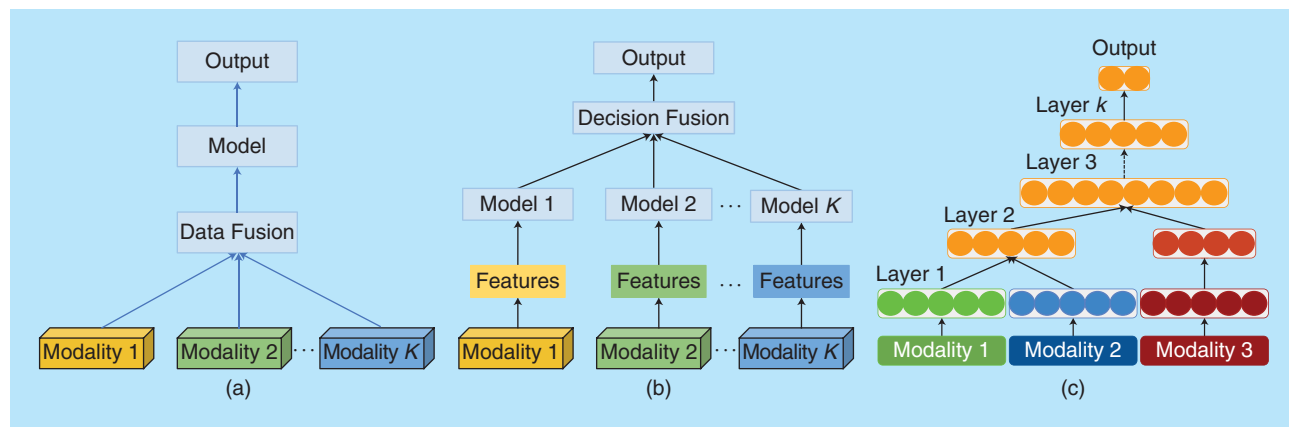 Output
Model
Data Fusion
Modality 1
Modality 2
...
Modality K
(a)
Output
Decision Fusion
Model 1
Model 2
...
Model K
Features
Features
...
Features
Modality 1
Modality 2
...
Modality K
(b)
Output
Layer k
Layer 3
Layer 2
Layer 1
Modality 1
Modality 2
Modality 3
(c)